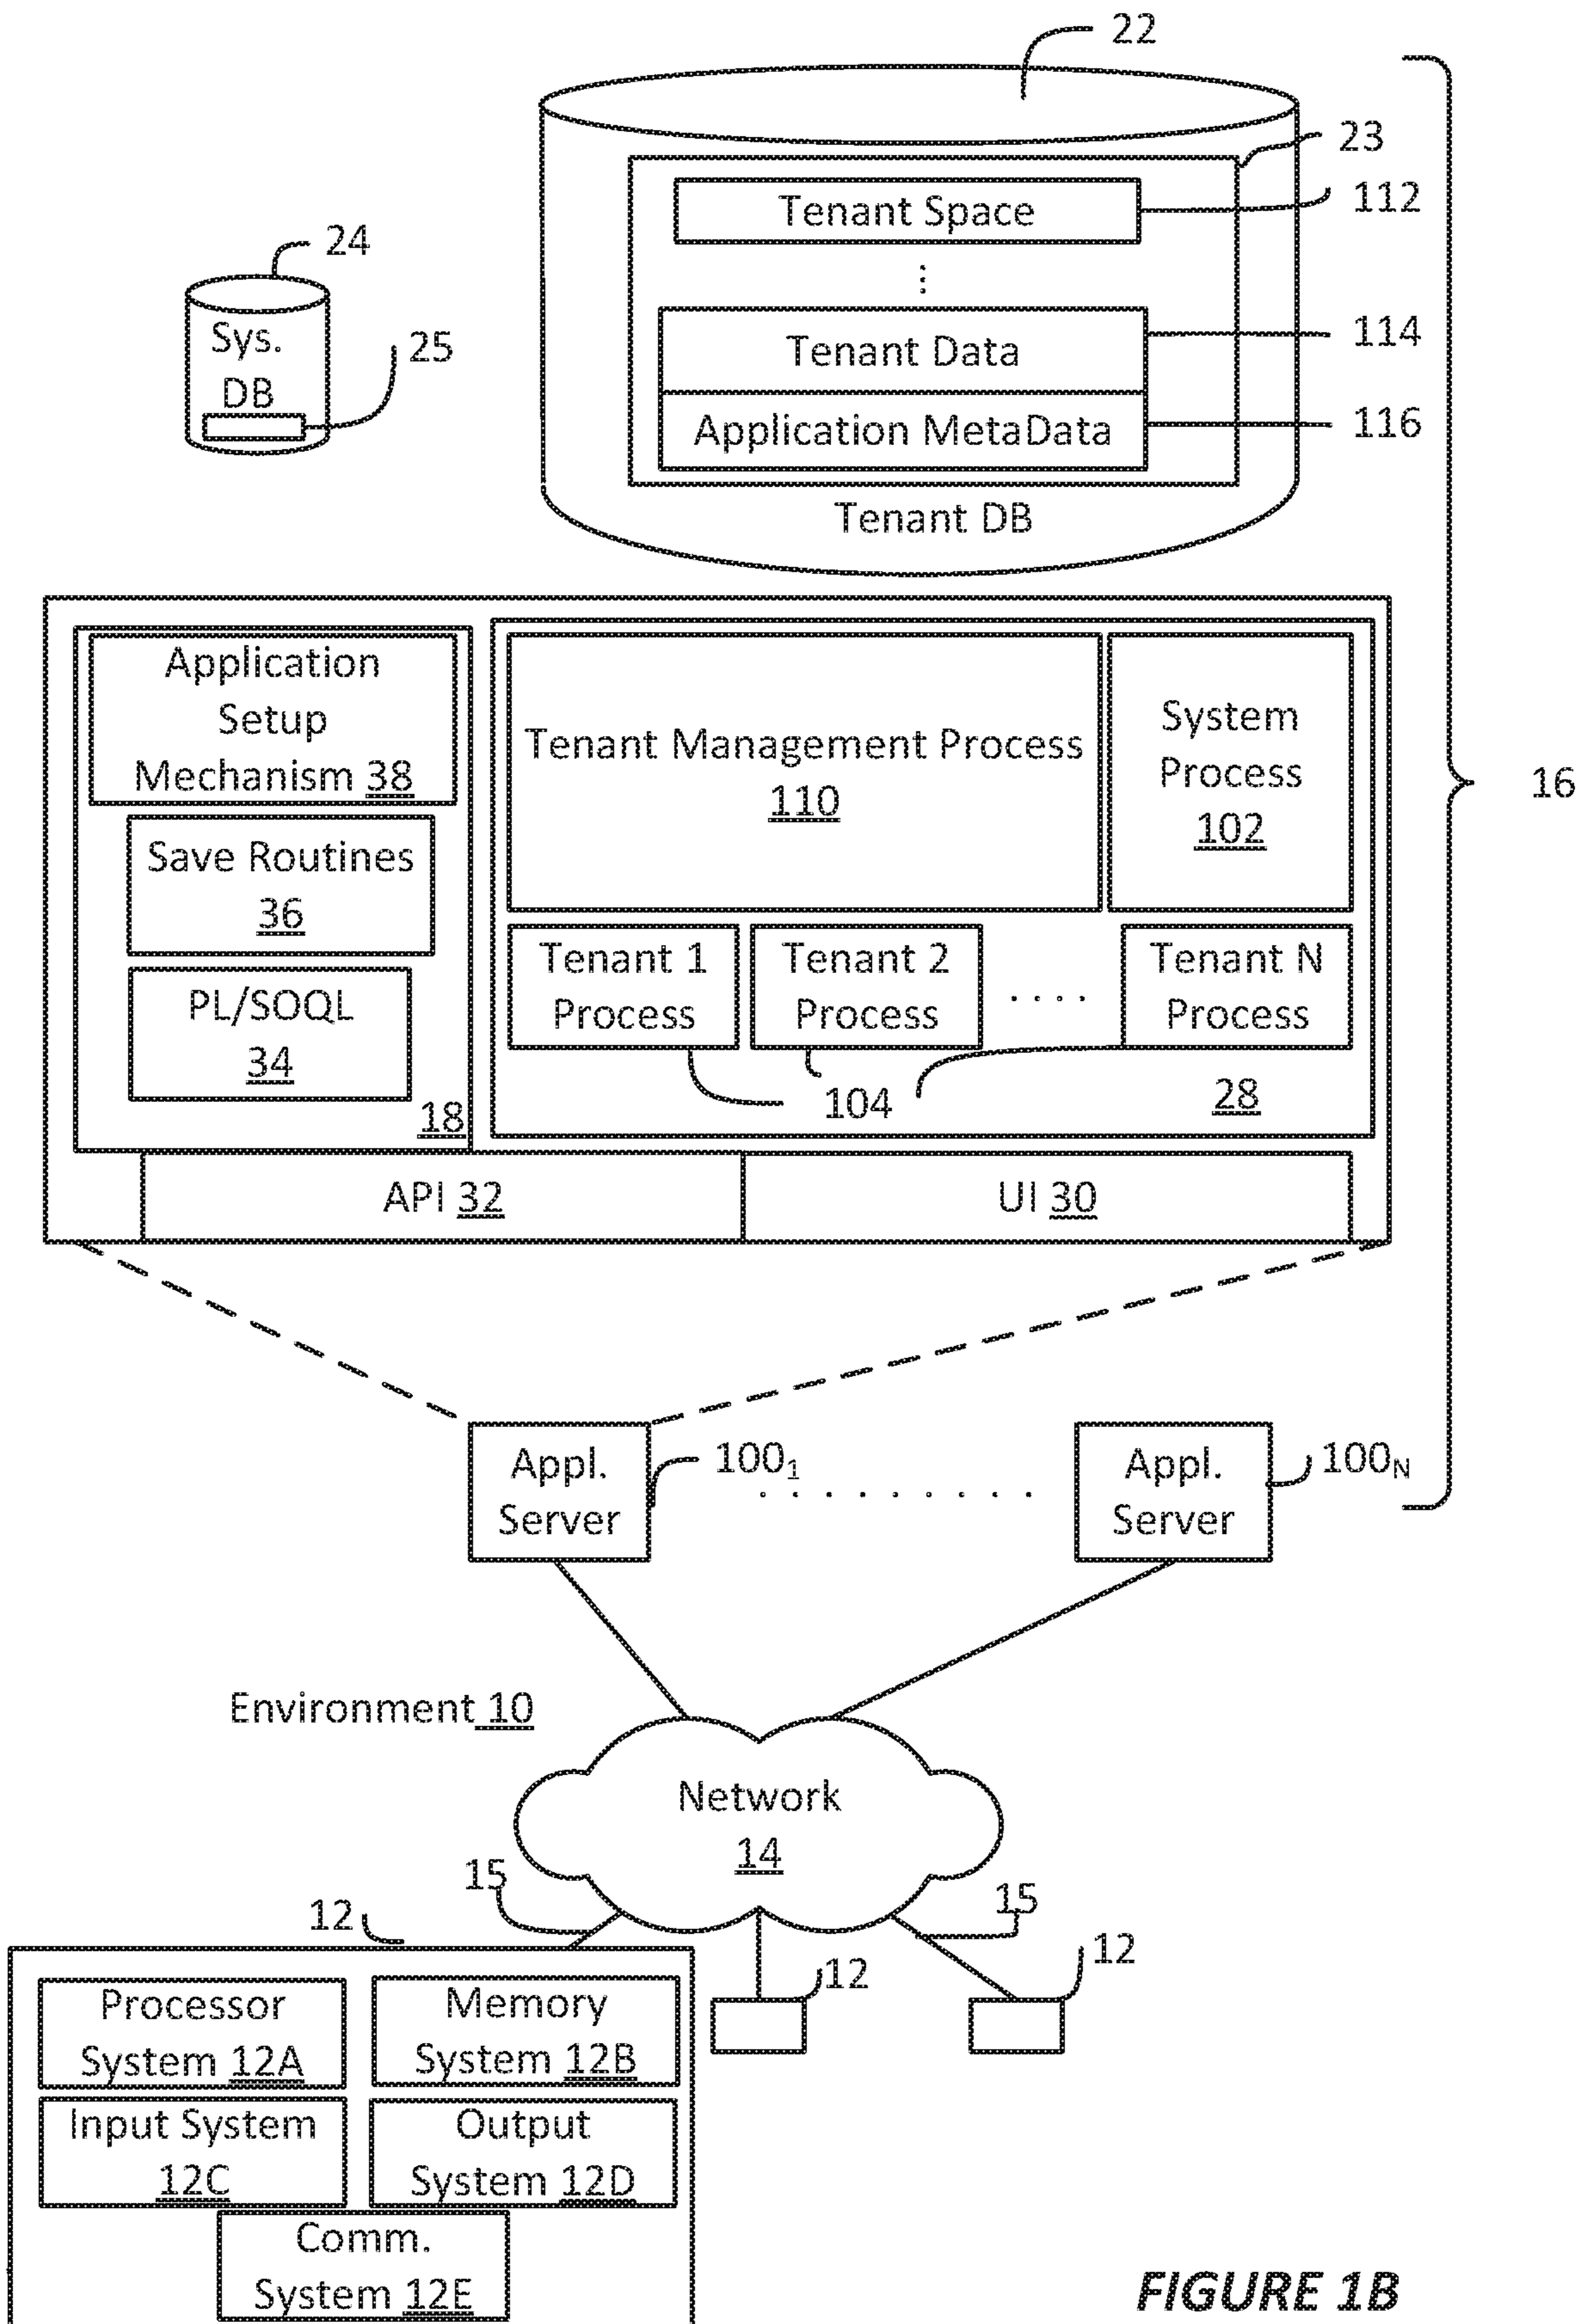 22
23
Tenant Space
112
24
Sys.
DB
25
Tenant Data
114
Application MetaData
116
Tenant DB
Application
Setup
Mechanism 38
Save Routines
36
PL/SOQL
34
18
Tenant Management Process
110
System
Process
102
16
Tenant 1
Process
Tenant 2
Process
. . . .
Tenant N
Process
104
28
API 32
UI 30
Appl.
Server
100₁
. . . . . . . . . .
Appl.
Server
100N
Environment 10
Network
14
15
15
12
12
12
Processor
System 12A
Memory
System 12B
Input System
12C
Output
System 12D
Comm.
System 12E
FIGURE 1B